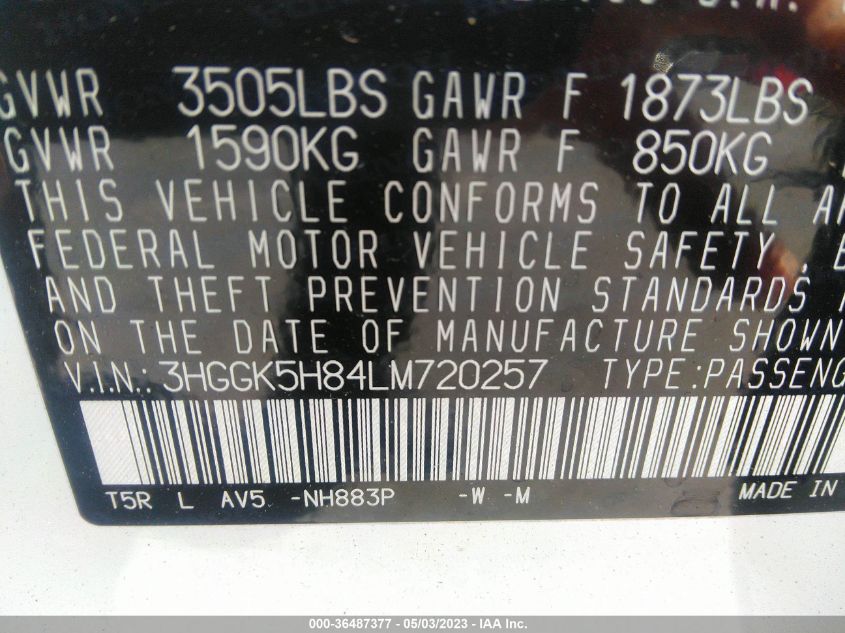 GVWR 3505LBS GAWR F 1873LBS
GVWR 1590KG GAWR F 850KG
THIS VEHICLE CONFORMS TO ALL
FEDERAL MOTOR VEHICLE SAFETY,
AND THEFT PREVENTION STANDARDS
ON THE DATE OF MANUFACTURE SHOWN
V.I.N.: 3HGGK5H84LM720257 TYPE:PASSENG
T5R L AV5 -NH883P -W -M MADE IN
000-36487377 - 05/03/2023 - IAA Inc.